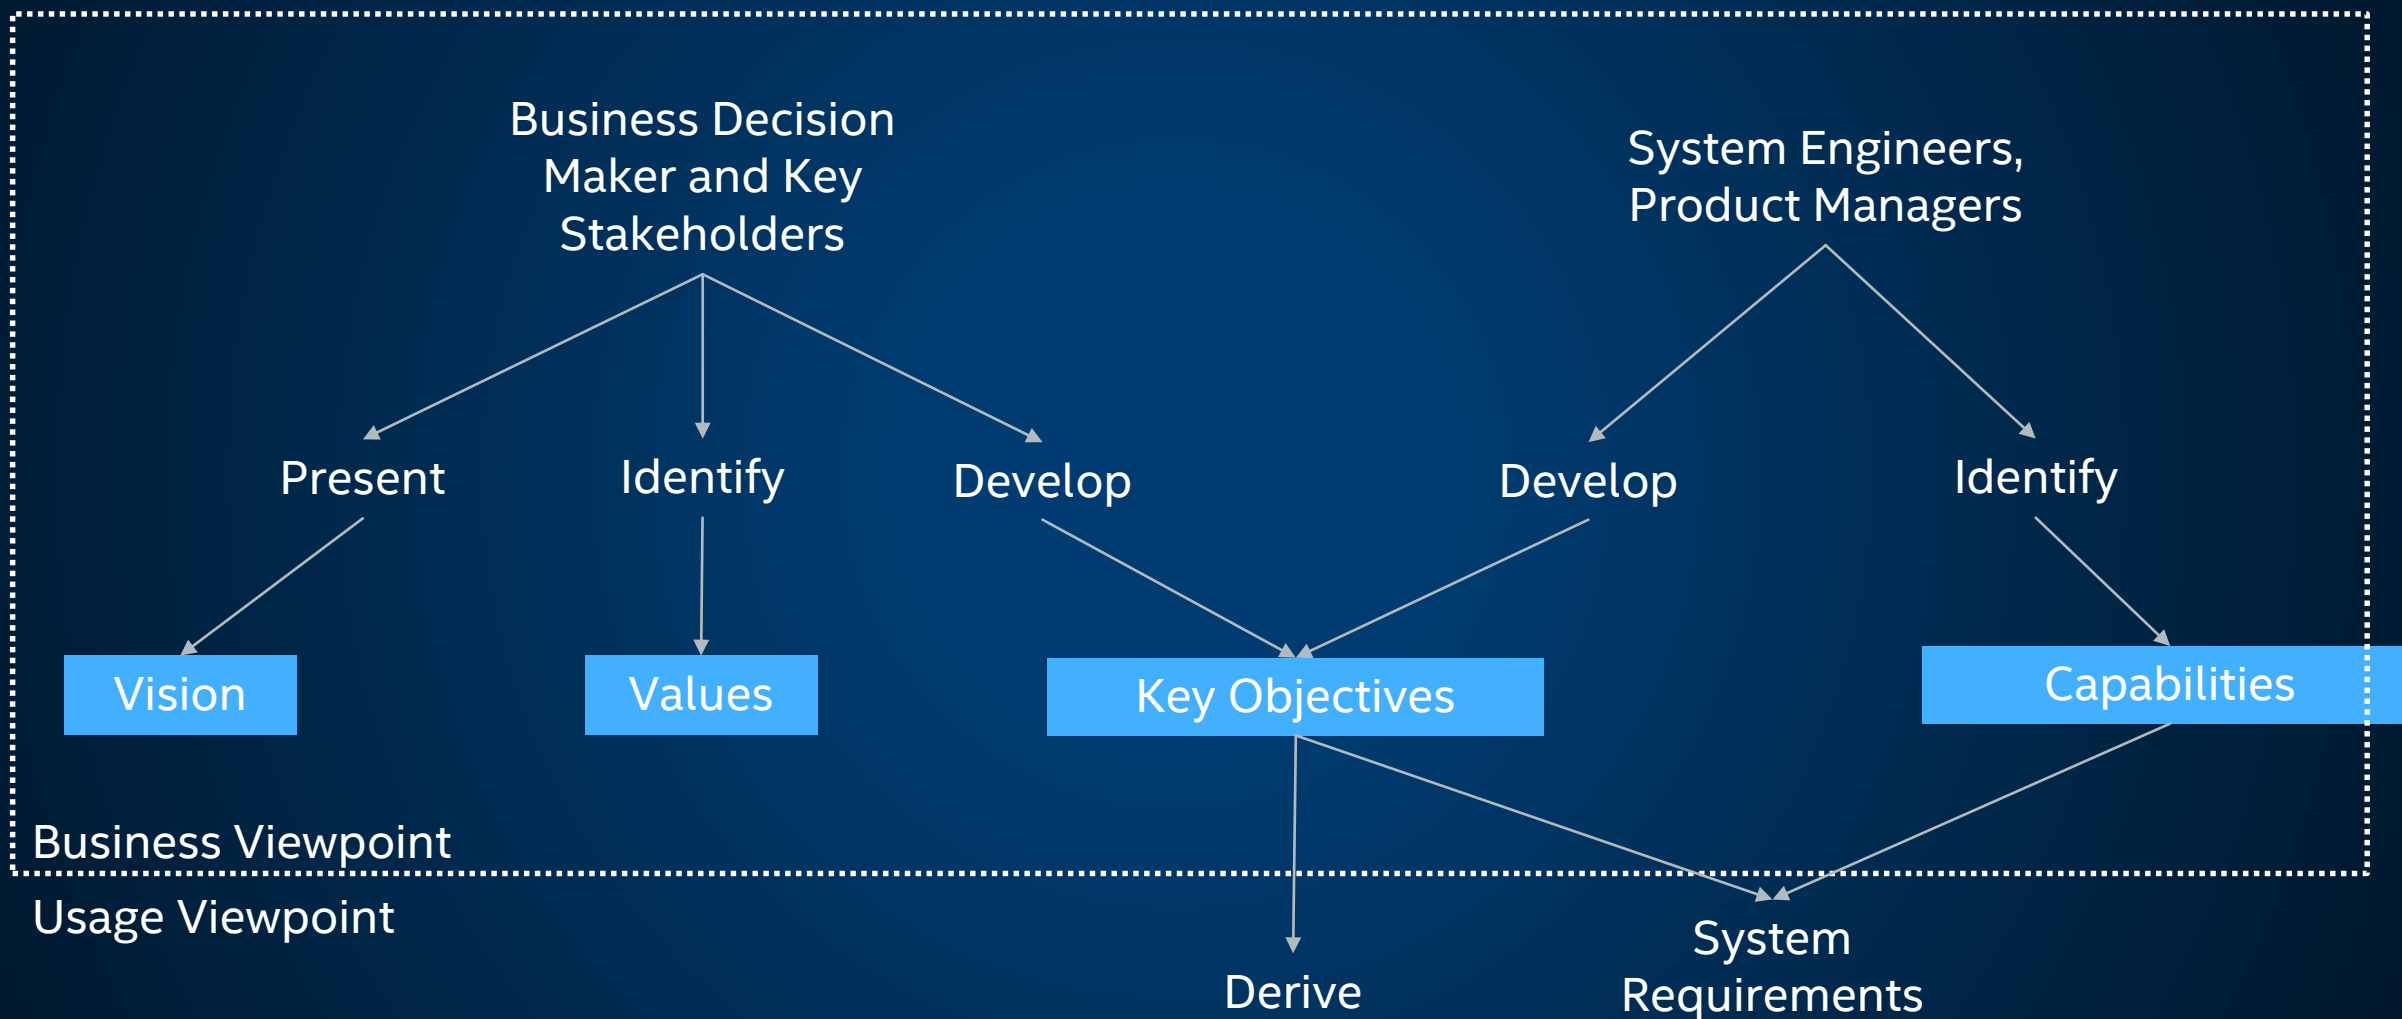 Business Decision
Maker and Key
Stakeholders
System Engineers,
Product Managers
Present
Identify
Develop
Develop
Identify
Vision
Values
Key Objectives
Capabilities
Business Viewpoint
Usage Viewpoint
Derive
System
Requirements